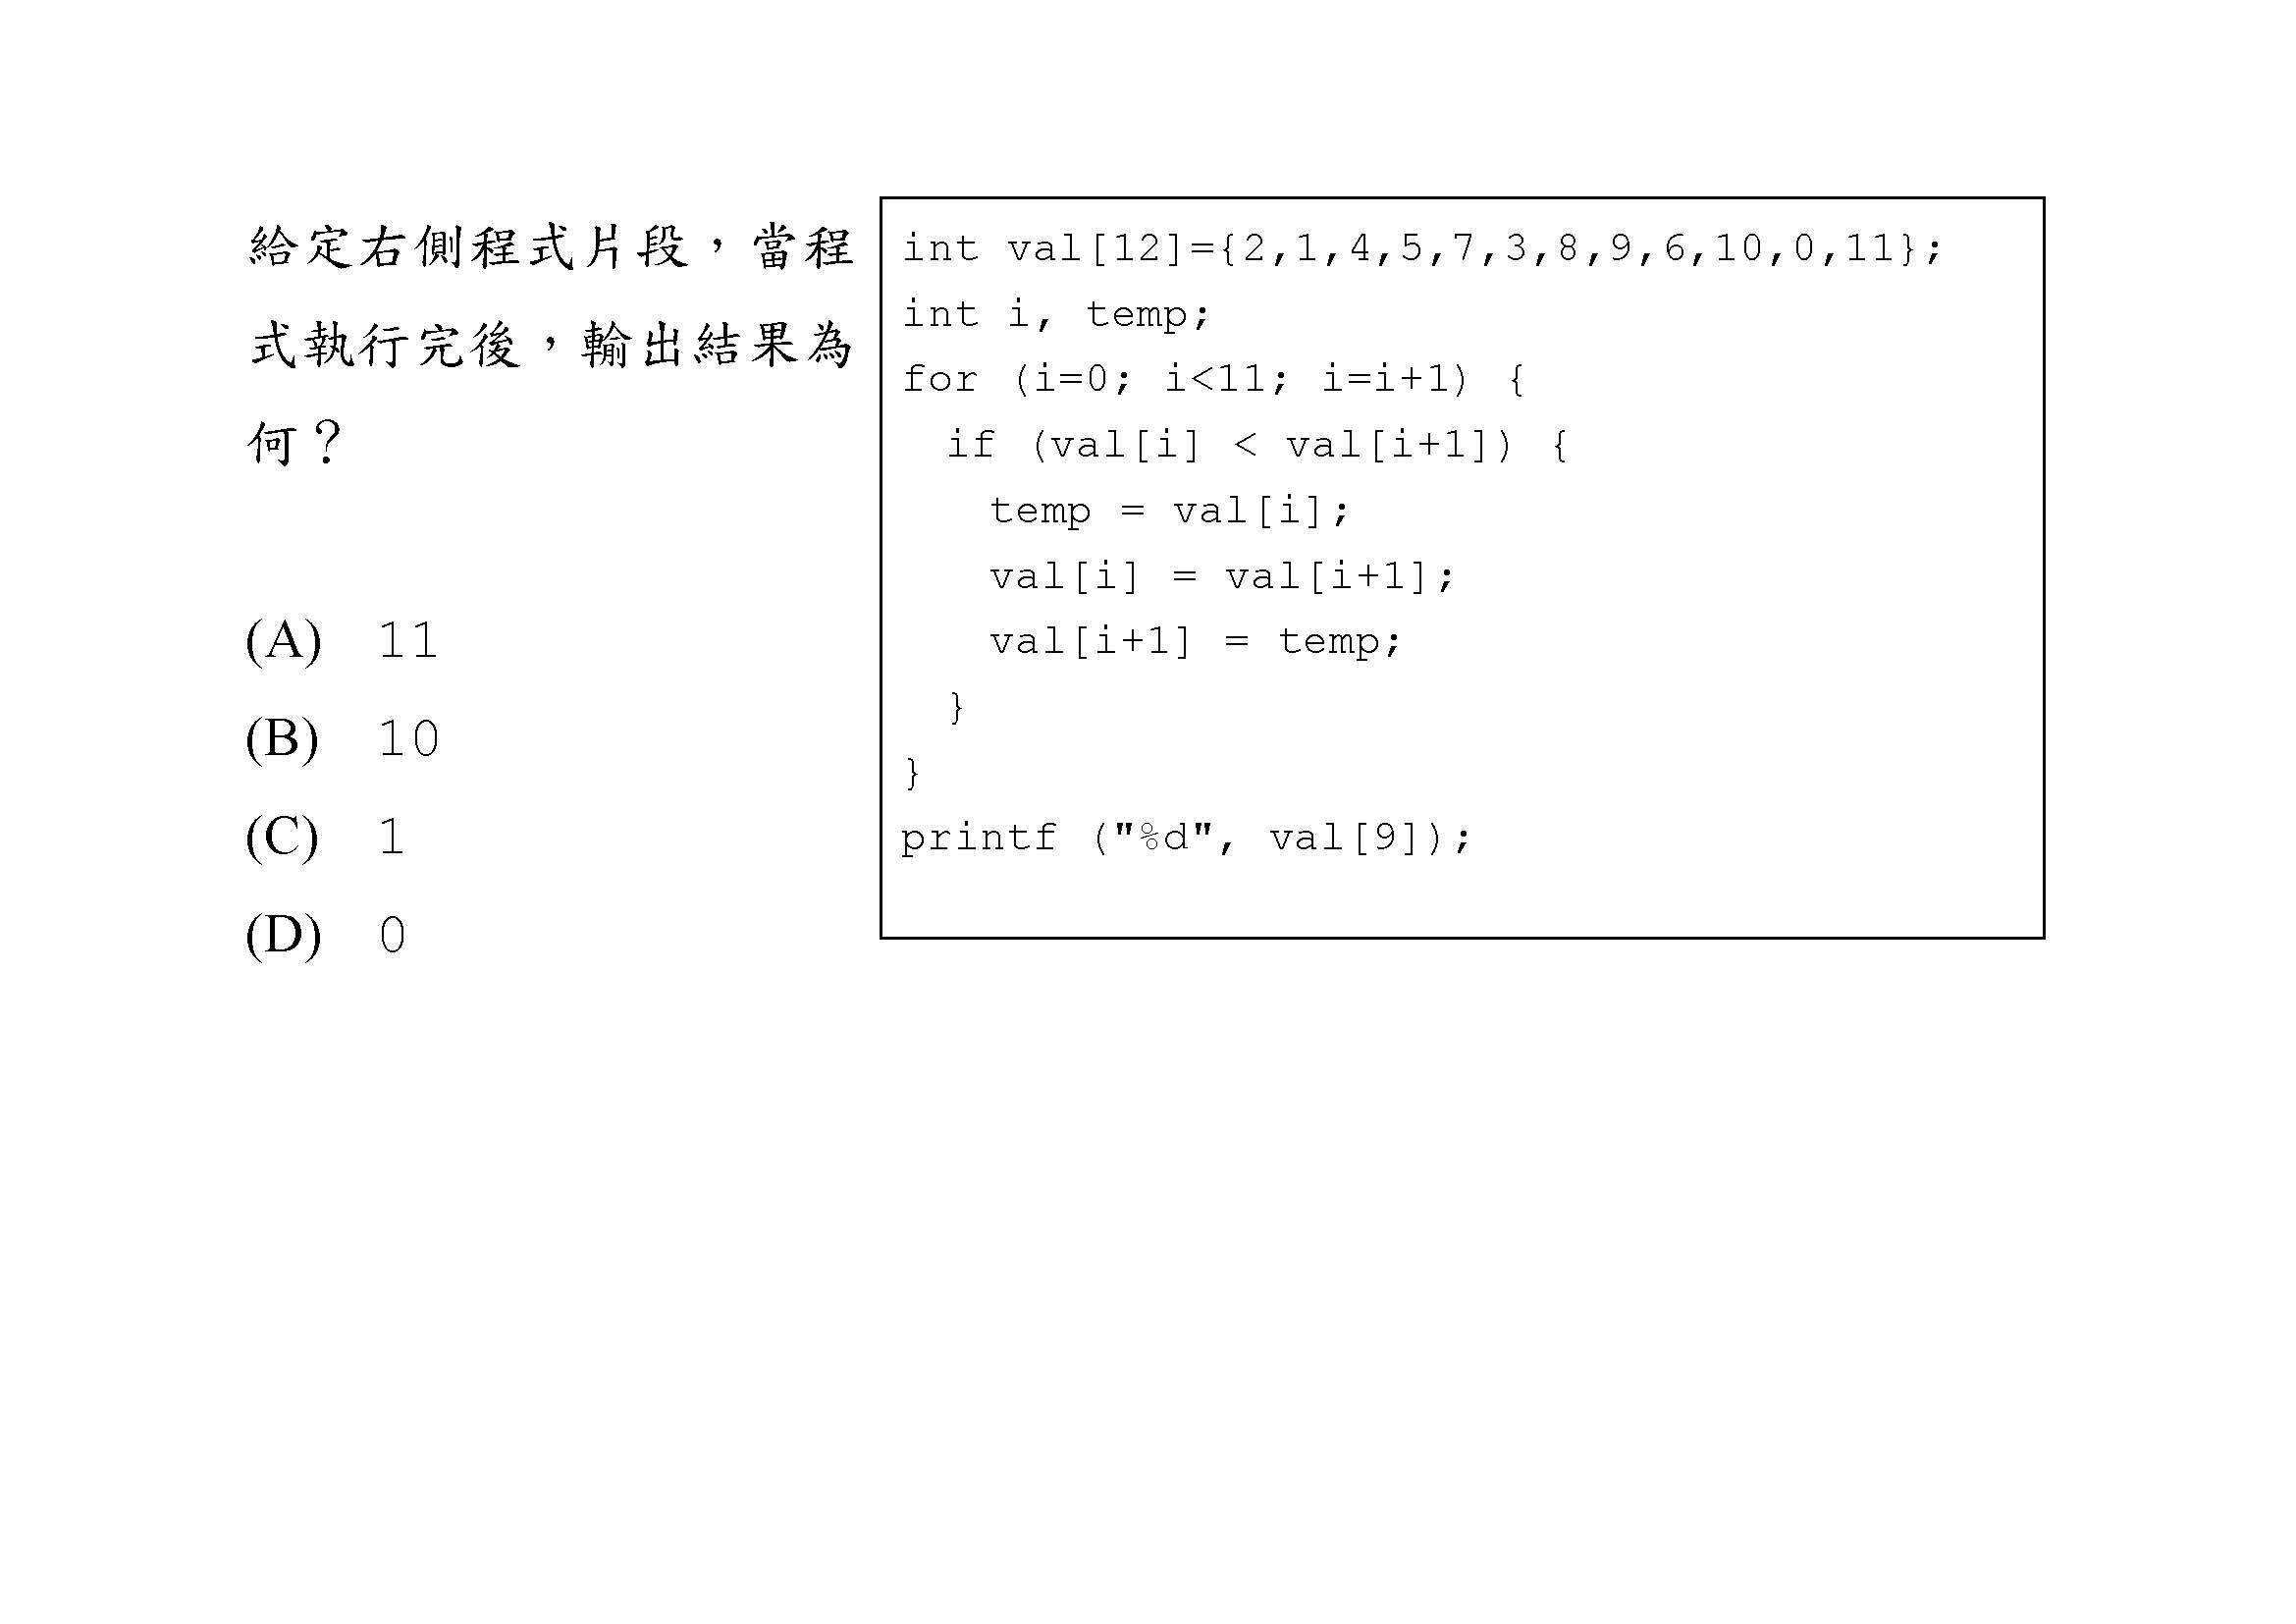 給定右側程式片段，當程
式執行完後，輸出結果為
何？
(A) 11
(B) 10
(C) 1
(D) 0
int val[12]={2,1,4,5,7,3,8,9,6,10,0,11};
int i, temp;
for (i=0; i<11; i=i+1) {
if (val[i] < val[i+1]) {
temp = val[i];
val[i] = val[i+1];
val[i+1] = temp;
}
}
printf ("%d", val[9]);